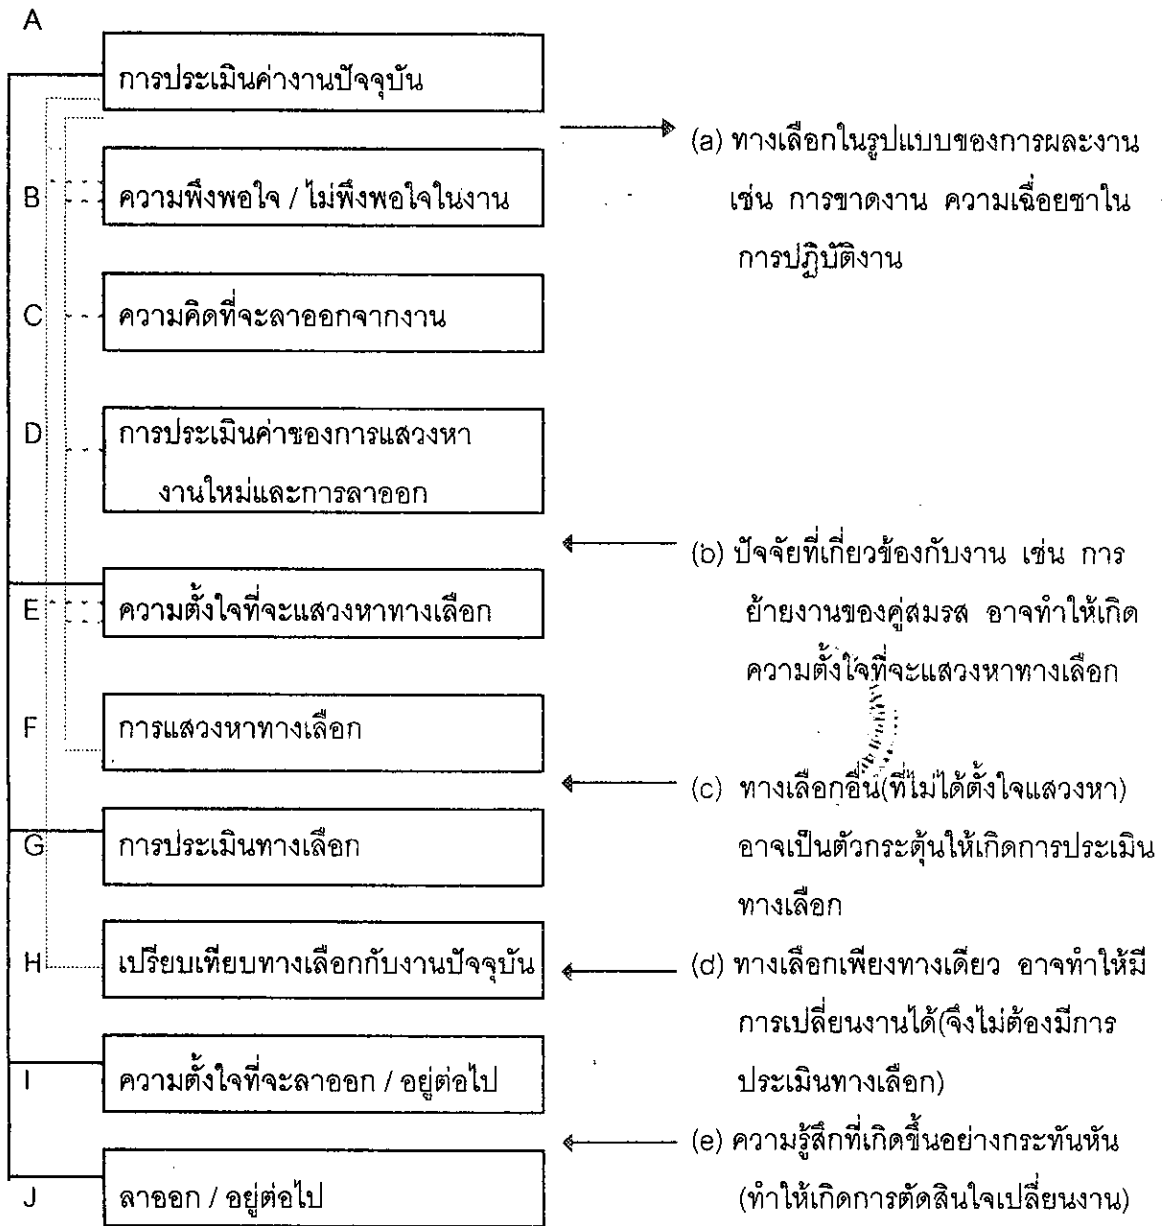 A
การประเมินค่างานปัจจุบัน
(a) ทางเลือกในรูปแบบของการผละงาน
เช่น การขาดงาน ความเฉื่อยชาใน
การปฏิบัติงาน
B
ความพึงพอใจ / ไม่พึงพอใจในงาน
C
ความคิดที่จะลาออกจากงาน
D
การประเมินค่าของการแสวงหา
งานใหม่และการลาออก
(b) ปัจจัยที่เกี่ยวข้องกับงาน เช่น การ
ย้ายงานของคู่สมรส อาจทำให้เกิด
ความตั้งใจที่จะแสวงหาทางเลือก
E
ความตั้งใจที่จะแสวงหาทางเลือก
F
การแสวงหาทางเลือก
(c) ทางเลือกอื่น(ที่ไม่ได้ตั้งใจแสวงหา)
อาจเป็นตัวกระตุ้นให้เกิดการประเมิน
ทางเลือก
G
การประเมินทางเลือก
H
เปรียบเทียบทางเลือกกับงานปัจจุบัน
(d) ทางเลือกเพียงทางเดียว อาจทำให้มี
การเปลี่ยนงานได้(จึงไม่ต้องมีการ
ประเมินทางเลือก)
I
ความตั้งใจที่จะลาออก / อยู่ต่อไป
(e) ความรู้สึกที่เกิดขึ้นอย่างกระทันหัน
(ทำให้เกิดการตัดสินใจเปลี่ยนงาน)
J
ลาออก / อยู่ต่อไป